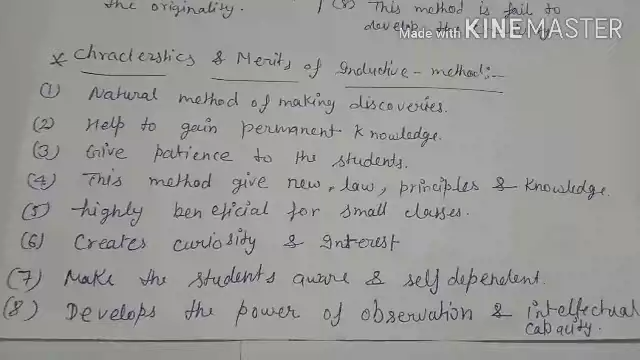 the originality.
(8) This method is fail to
develop the
Made with KINEMASTER
* Chracterstics & Merits of Inductive-method:-
(1) Natural method of making discoveries.
(2) Help to gain permanent knowledge.
(3) Give patience to the students.
(4) This method give new, law, principles & knowledge.
(5) highly beneficial for small classes.
(6) Creates curiosity & Interest
(7) Make the students aware & self dependent.
(8) Develops the power of observation & intellectual
capacity.